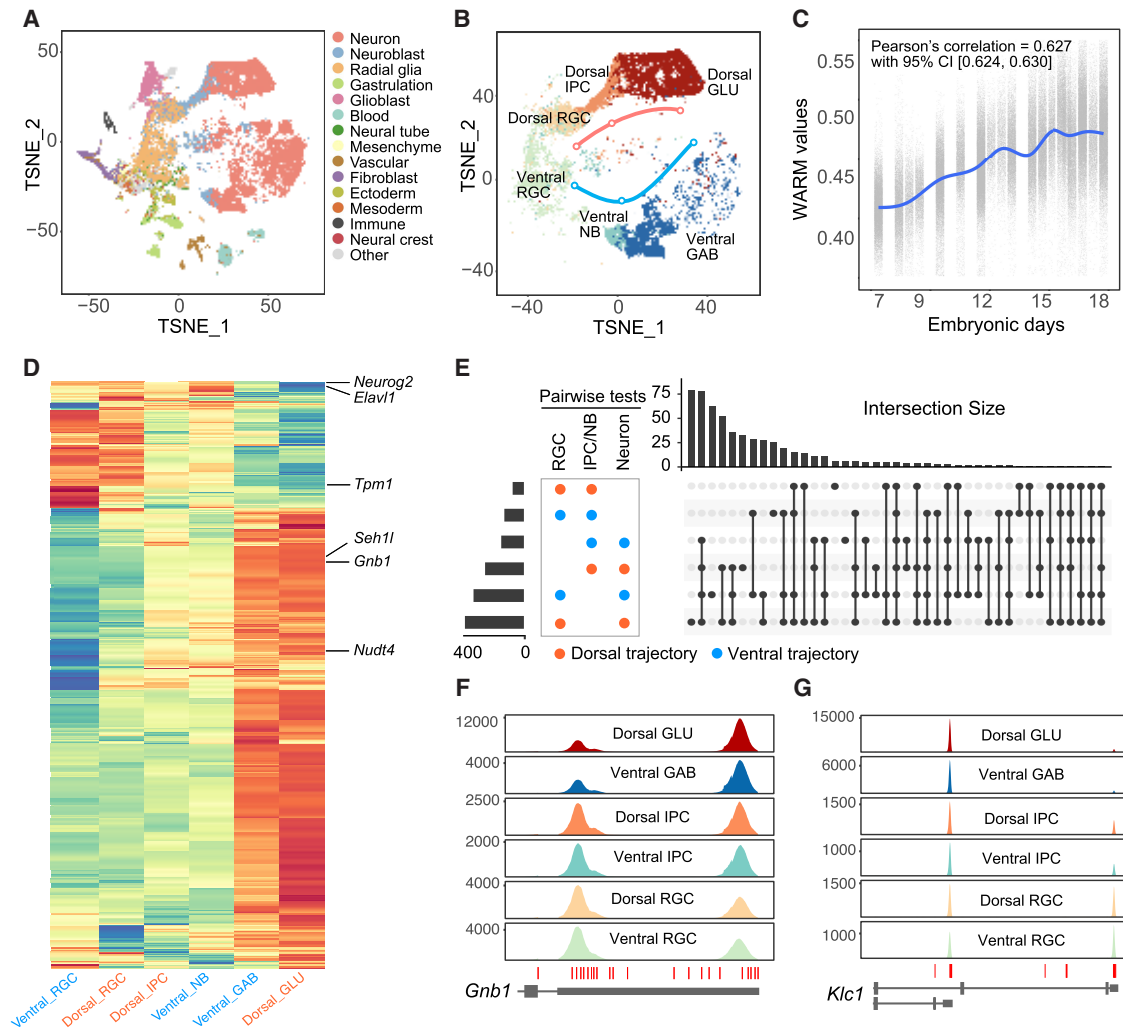 A
50
0
−50
TSNE_2
−50
0
50
TSNE_1
Neuron
Neuroblast
Radial glia
Gastrulation
Glioblast
Blood
Neural tube
Mesenchyme
Vascular
Fibroblast
Ectoderm
Mesoderm
Immune
Neural crest
Other
B
40
0
−40
TSNE_2
−40
0
40
TSNE_1
Dorsal
IPC
Dorsal
GLU
Dorsal RGC
Ventral
RGC
Ventral
NB
Ventral
GAB
C
Pearson's correlation = 0.627
with 95% CI [0.624, 0.630]
0.55
0.50
0.45
0.40
WARM values
7
9
12
15
18
Embryonic days
D
Neurog2
Elavl1
Tpm1
Seh1l
Gnb1
Nudt4
Ventral_RGC
Dorsal_RGC
Dorsal_IPC
Ventral_NB
Ventral_GAB
Dorsal_GLU
E
Pairwise tests
RGC
IPC/NB
Neuron
75
50
25
0
Intersection Size
400
0
Dorsal trajectory
Ventral trajectory
F
12000
Dorsal GLU
4000
Ventral GAB
2500
Dorsal IPC
2000
Ventral IPC
4000
Dorsal RGC
4000
Ventral RGC
Gnb1
G
15000
Dorsal GLU
6000
Ventral GAB
1500
Dorsal IPC
1000
Ventral IPC
1500
Dorsal RGC
1000
Ventral RGC
Klc1